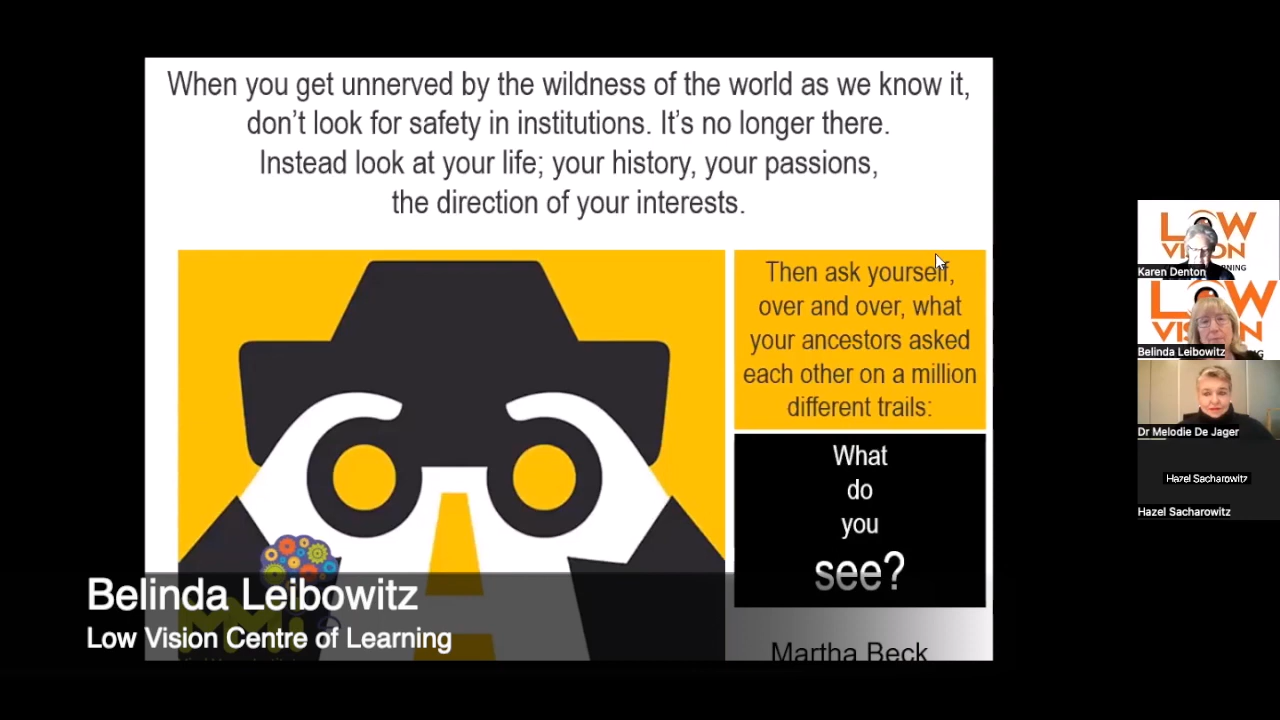 When you get unnerved by the wildness of the world as we know it,
don't look for safety in institutions. It's no longer there.
Instead look at your life; your history, your passions,
the direction of your interests.
Then ask yourself,
over and over, what
your ancestors asked
each other on a million
different trails:
What
do
you
see?
Martha Beck
Belinda Leibowitz
Low Vision Centre of Learning
LOW
VISION
Karen Denton
LOW
VISION
Belinda Leibowitz
Dr Melodie De Jager
Hazel Sacharowitz
Hazel Sacharowitz